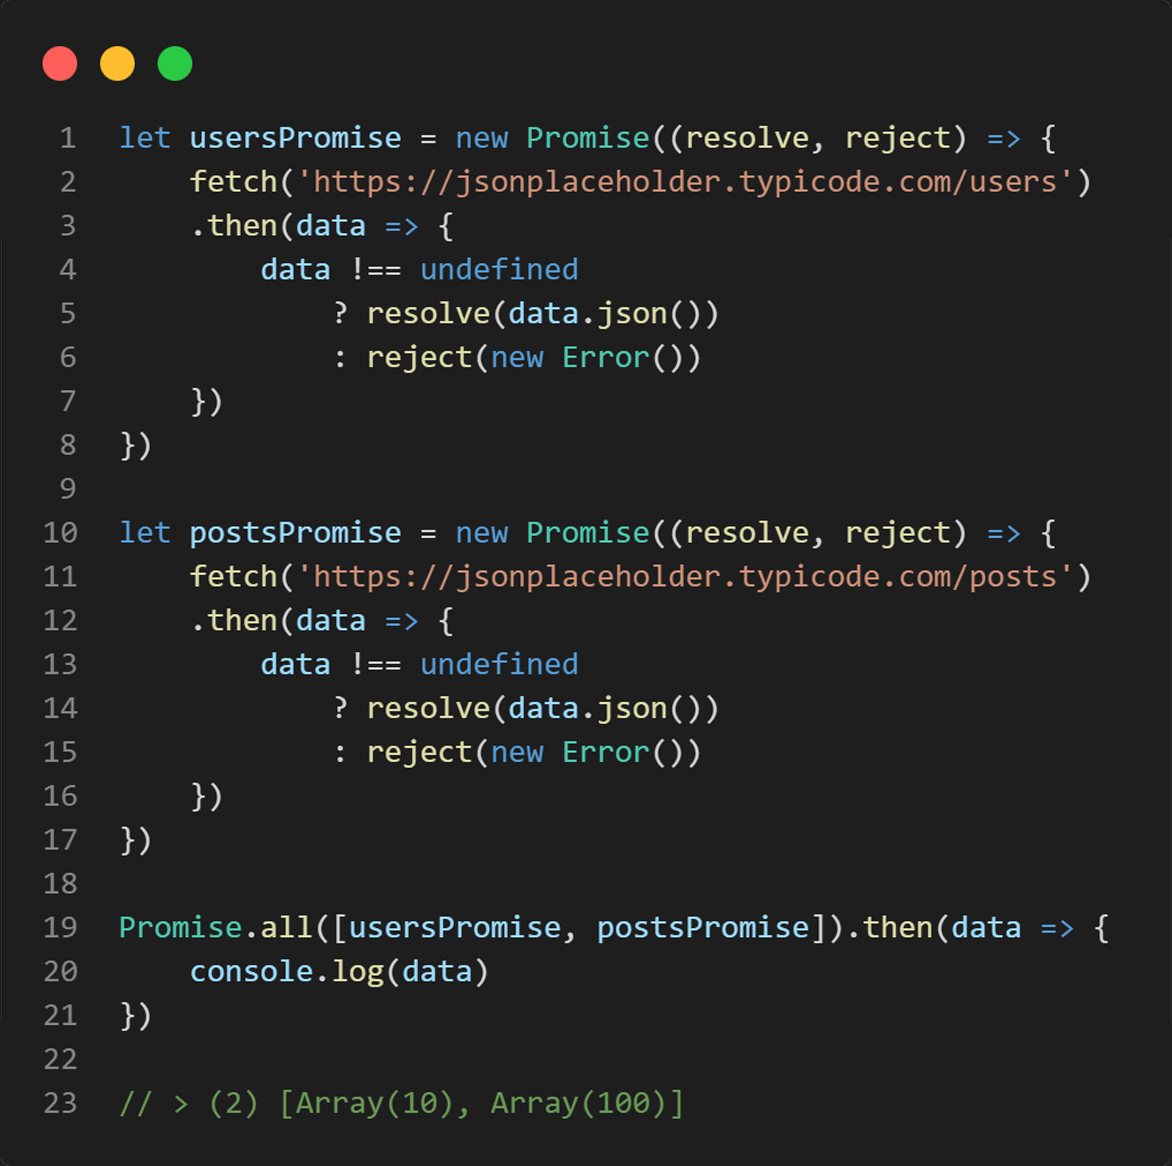 1 let usersPromise = new Promise((resolve, reject) => {
2     fetch('https://jsonplaceholder.typicode.com/users')
3     .then(data => {
4         data !== undefined
5             ? resolve(data.json())
6             : reject(new Error())
7     })
8 })
9
10 let postsPromise = new Promise((resolve, reject) => {
11     fetch('https://jsonplaceholder.typicode.com/posts')
12     .then(data => {
13         data !== undefined
14             ? resolve(data.json())
15             : reject(new Error())
16     })
17 })
18
19 Promise.all([usersPromise, postsPromise]).then(data => {
20     console.log(data)
21 })
22
23 // > (2) [Array(10), Array(100)]